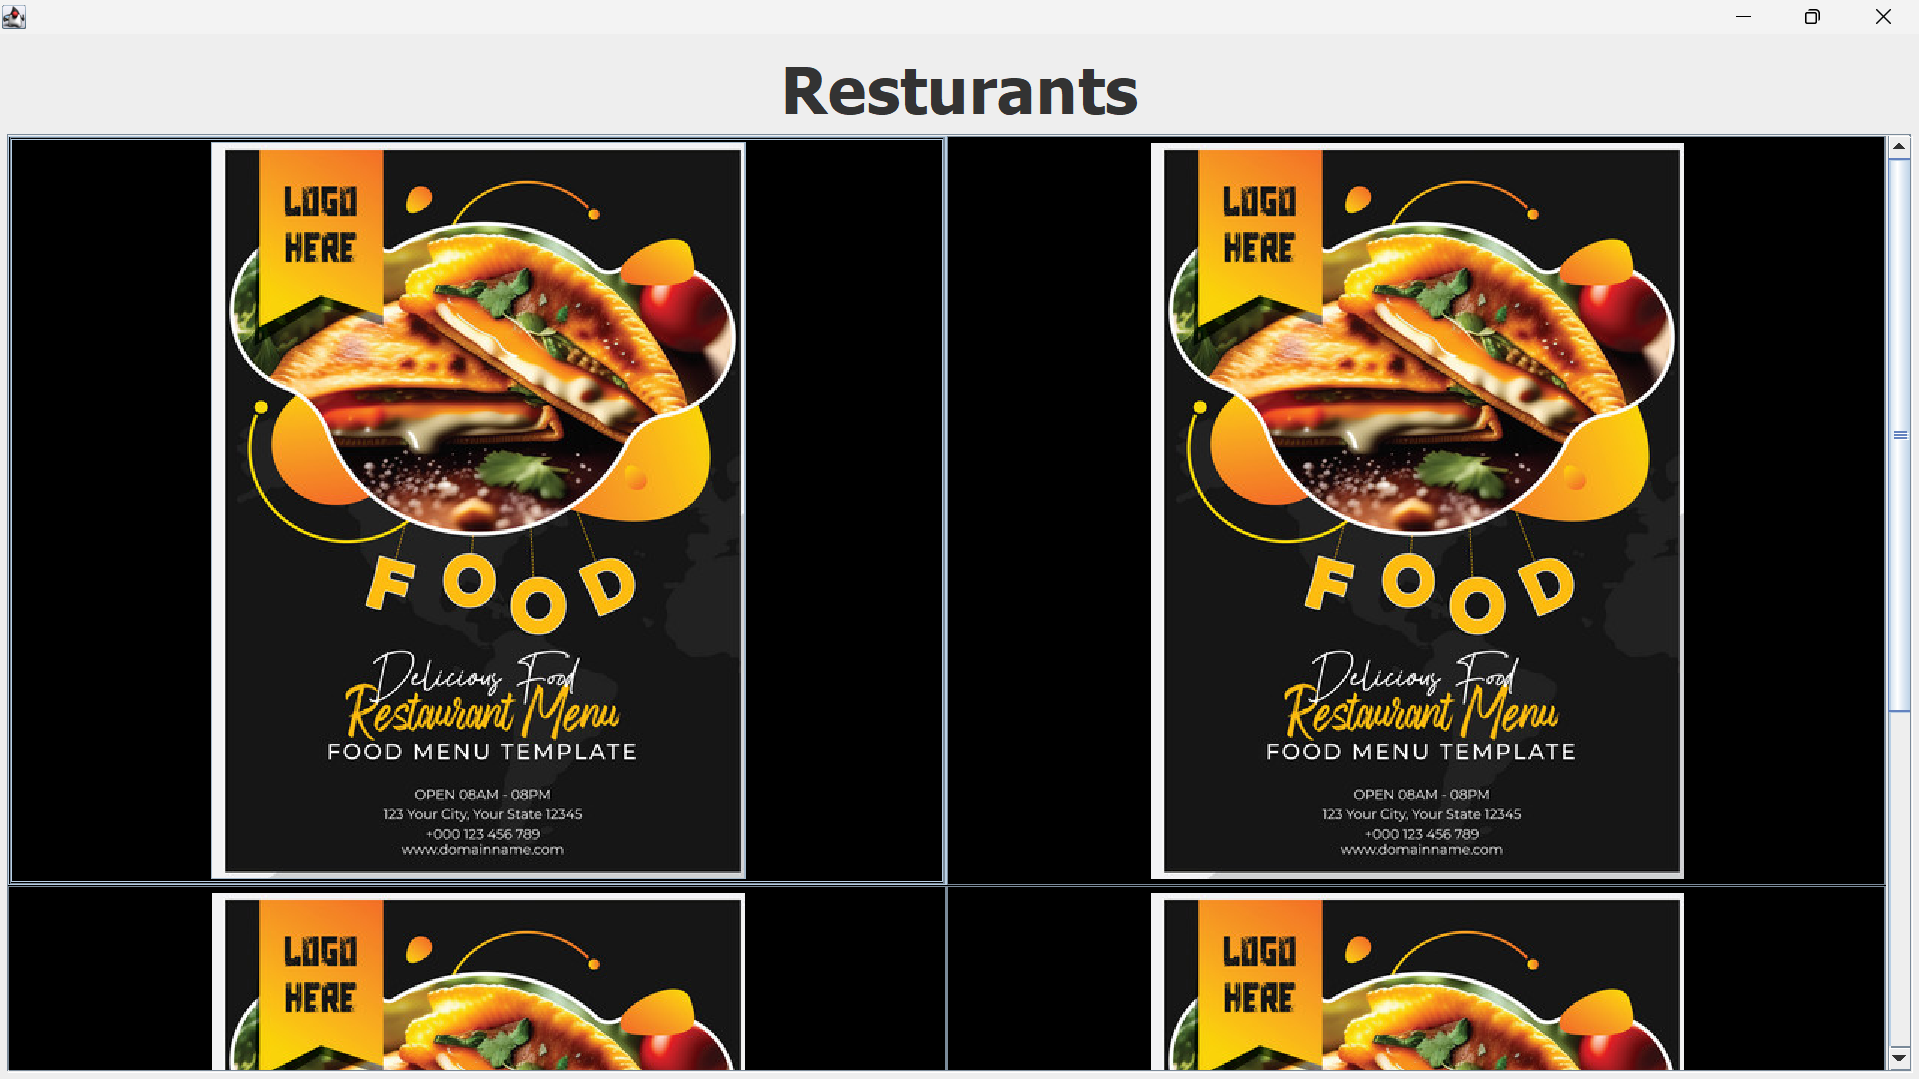 Resturants
LOGO
HERE
FOOD
Delicious Food
Restaurant Menu
FOOD MENU TEMPLATE
OPEN 08AM - 08PM
123 Your City, Your State 12345
+000 123 456 789
www.domainname.com
LOGO
HERE
FOOD
Delicious Food
Restaurant Menu
FOOD MENU TEMPLATE
OPEN 08AM - 08PM
123 Your City, Your State 12345
+000 123 456 789
www.domainname.com
LOGO
HERE
LOGO
HERE